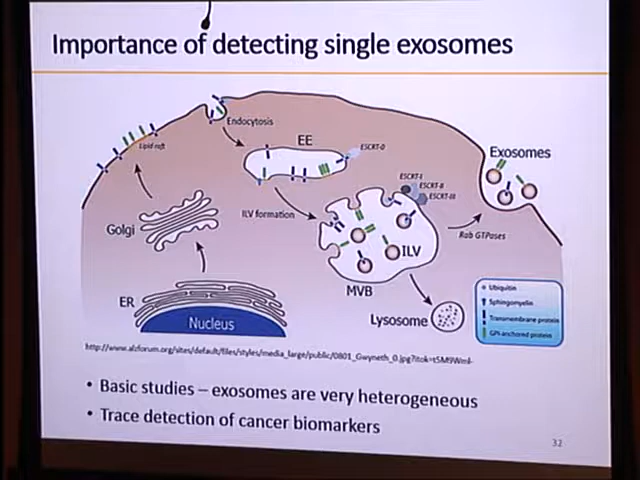 Importance of detecting single exosomes
Endocytosis
Lipid raft
EE
ESCRT-0
Exosomes
ESCRT-I
ESCRT-II
ESCRT-III
ILV formation
Golgi
Rab GTPases
ILV
MVB
ER
Nucleus
Lysosome
Ubiquitin
Sphingomyelin
Transmembrane protein
GPI-anchored protein
http://www.alzforum.org/sites/default/files/styles/media_large/public/0801_Gwyneth_0.jpg?itok=
• Basic studies – exosomes are very heterogeneous
• Trace detection of cancer biomarkers
32